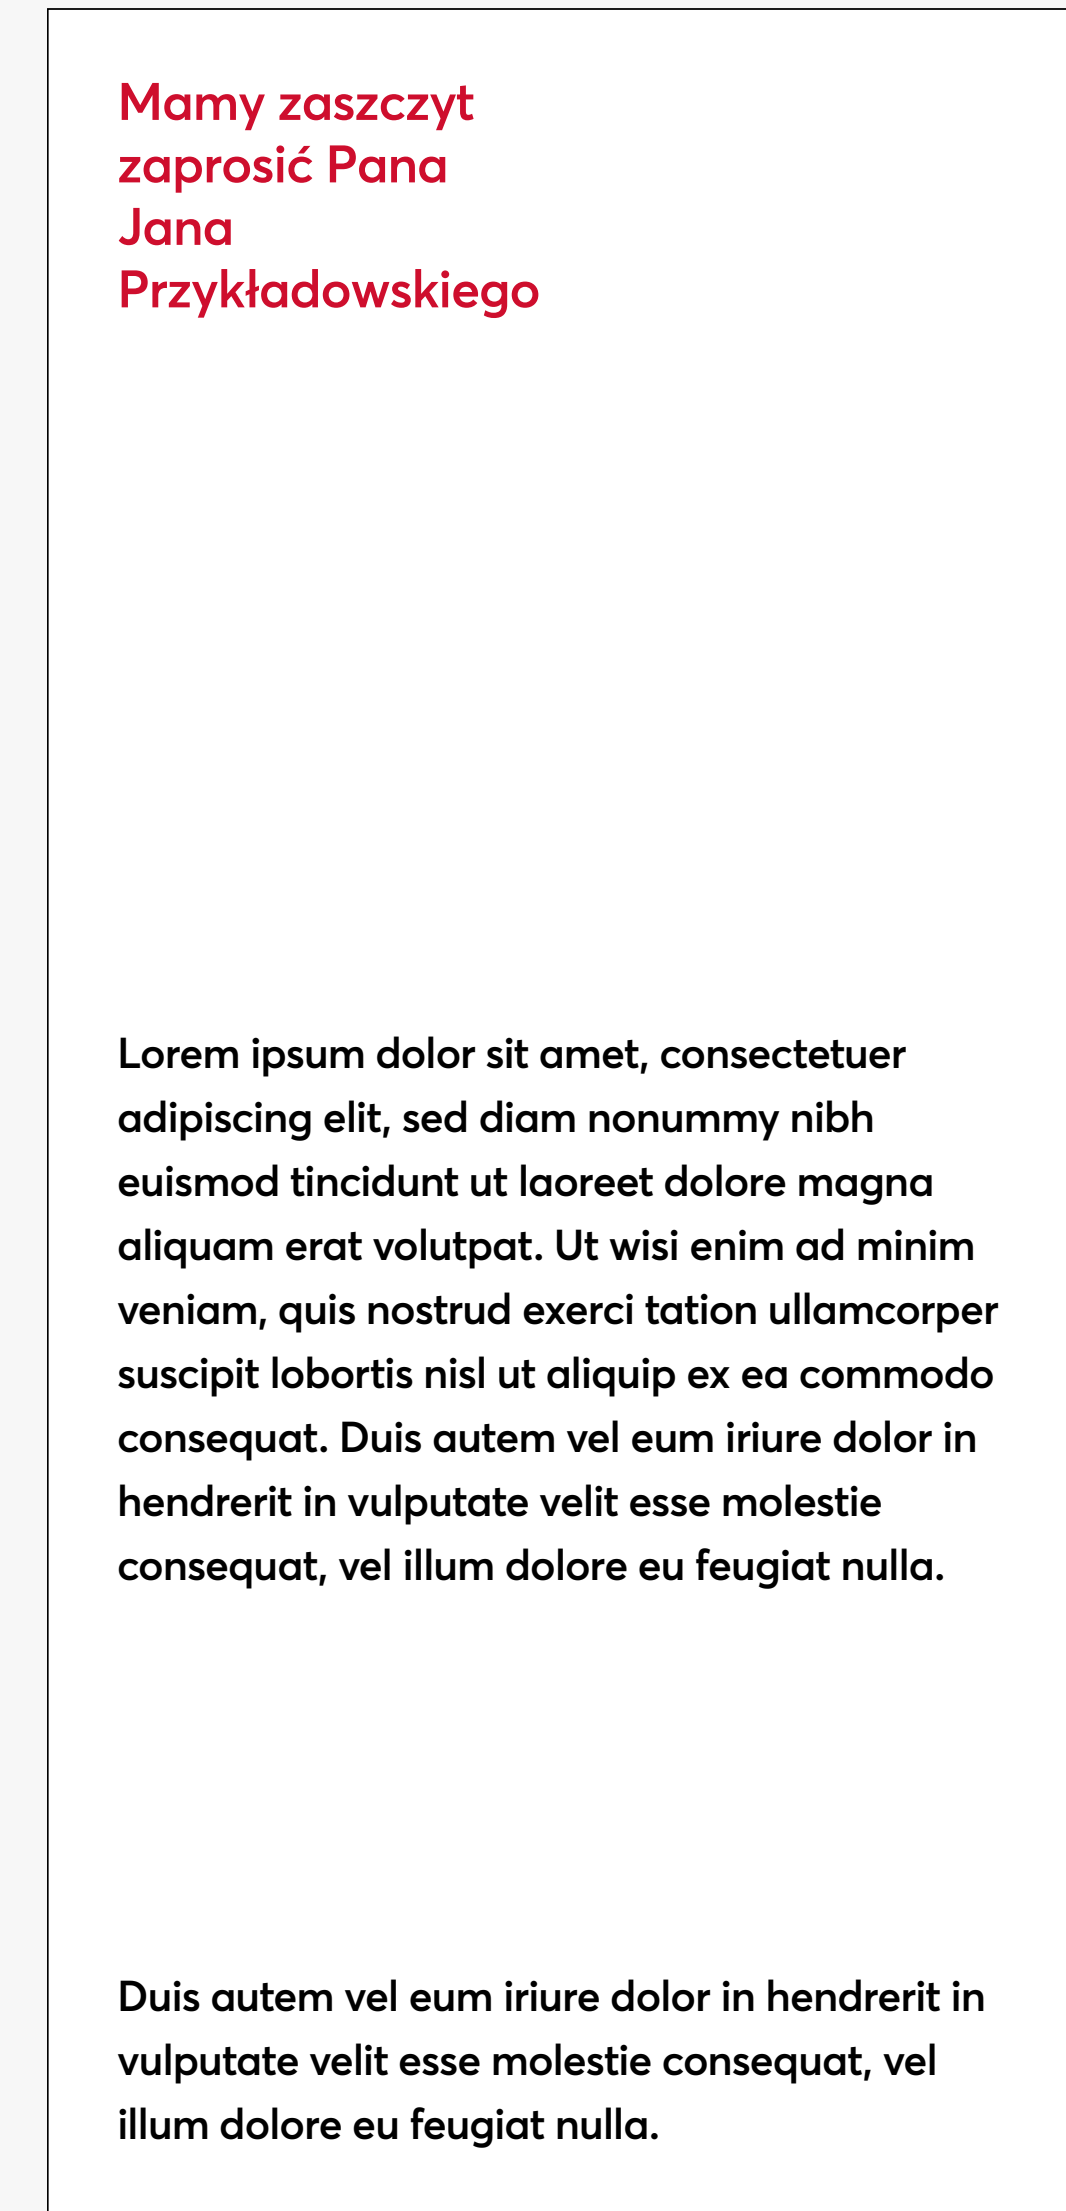 Mamy zaszczyt
zaprosić Pana
Jana
Przykładowskiego
Lorem ipsum dolor sit amet, consectetuer
adipiscing elit, sed diam nonummy nibh
euismod tincidunt ut laoreet dolore magna
aliquam erat volutpat. Ut wisi enim ad minim
veniam, quis nostrud exerci tation ullamcorper
suscipit lobortis nisl ut aliquip ex ea commodo
consequat. Duis autem vel eum iriure dolor in
hendrerit in vulputate velit esse molestie
consequat, vel illum dolore eu feugiat nulla.
Duis autem vel eum iriure dolor in hendrerit in
vulputate velit esse molestie consequat, vel
illum dolore eu feugiat nulla.